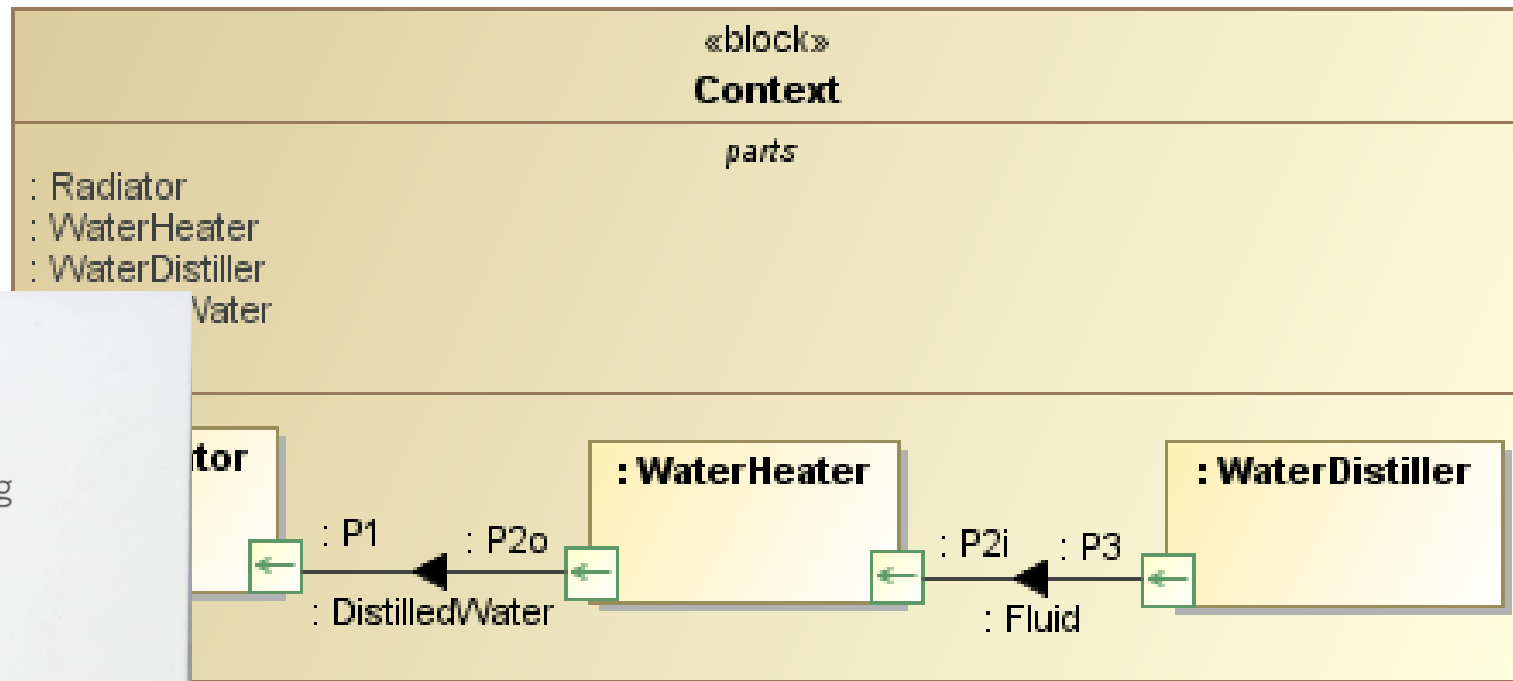 «block»
Context
parts
: Radiator
: WaterHeater
: WaterDistiller
Water
tor
: P1
: P2o
: DistilledWater
: WaterHeater
: P2i
: P3
: Fluid
: WaterDistiller